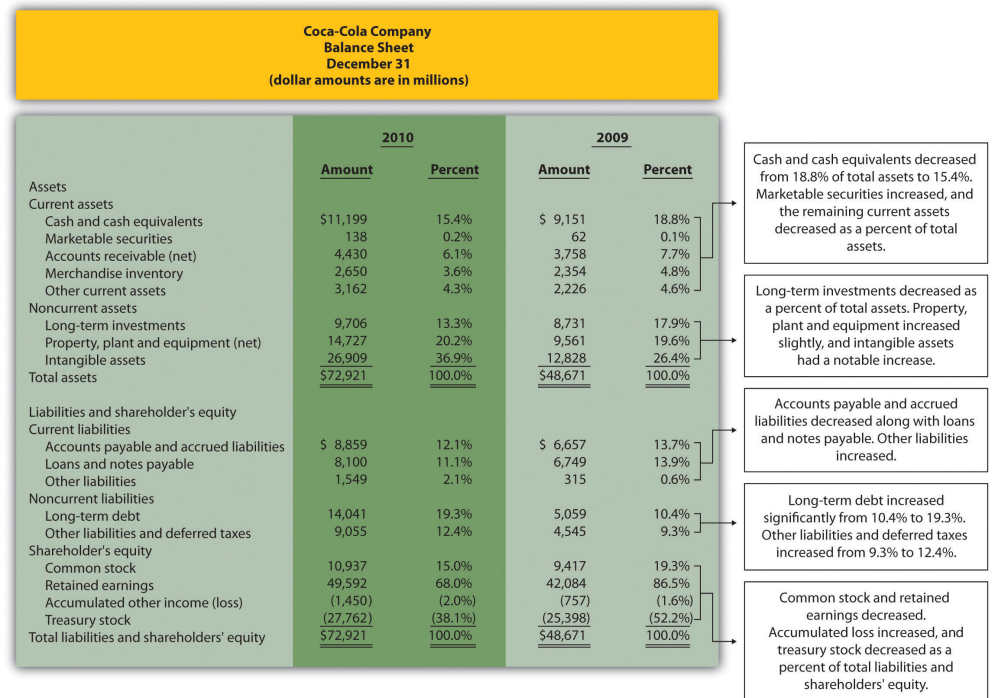 Coca-Cola Company
Balance Sheet
December 31
(dollar amounts are in millions)
2010 2009
Amount Percent Amount Percent
Assets
Current assets
Cash and cash equivalents $11,199 15.4% $ 9,151 18.8%
Marketable securities 138 0.2% 62 0.1%
Accounts receivable (net) 4,430 6.1% 3,758 7.7%
Merchandise inventory 2,650 3.6% 2,354 4.8%
Other current assets 3,162 4.3% 2,226 4.6%
Noncurrent assets
Long-term investments 9,706 13.3% 8,731 17.9%
Property, plant and equipment (net) 14,727 20.2% 9,561 19.6%
Intangible assets 26,909 36.9% 12,828 26.4%
Total assets $72,921 100.0% $48,671 100.0%
Liabilities and shareholder's equity
Current liabilities
Accounts payable and accrued liabilities $ 8,859 12.1% $ 6,657 13.7%
Loans and notes payable 8,100 11.1% 6,749 13.9%
Other liabilities 1,549 2.1% 315 0.6%
Noncurrent liabilities
Long-term debt 14,041 19.3% 5,059 10.4%
Other liabilities and deferred taxes 9,055 12.4% 4,545 9.3%
Shareholder's equity
Common stock 10,937 15.0% 9,417 19.3%
Retained earnings 49,592 68.0% 42,084 86.5%
Accumulated other income (loss) (1,450) (2.0%) (757) (1.6%)
Treasury stock (27,762) (38.1%) (25,398) (52.2%)
Total liabilities and shareholders' equity $72,921 100.0% $48,671 100.0%
Cash and cash equivalents decreased
from 18.8% of total assets to 15.4%.
Marketable securities increased, and
the remaining current assets
decreased as a percent of total
assets.
Long-term investments decreased as
a percent of total assets. Property,
plant and equipment increased
slightly, and intangible assets
had a notable increase.
Accounts payable and accrued
liabilities decreased along with loans
and notes payable. Other liabilities
increased.
Long-term debt increased
significantly from 10.4% to 19.3%.
Other liabilities and deferred taxes
increased from 9.3% to 12.4%.
Common stock and retained
earnings decreased.
Accumulated loss increased, and
treasury stock decreased as a
percent of total liabilities and
shareholders' equity.